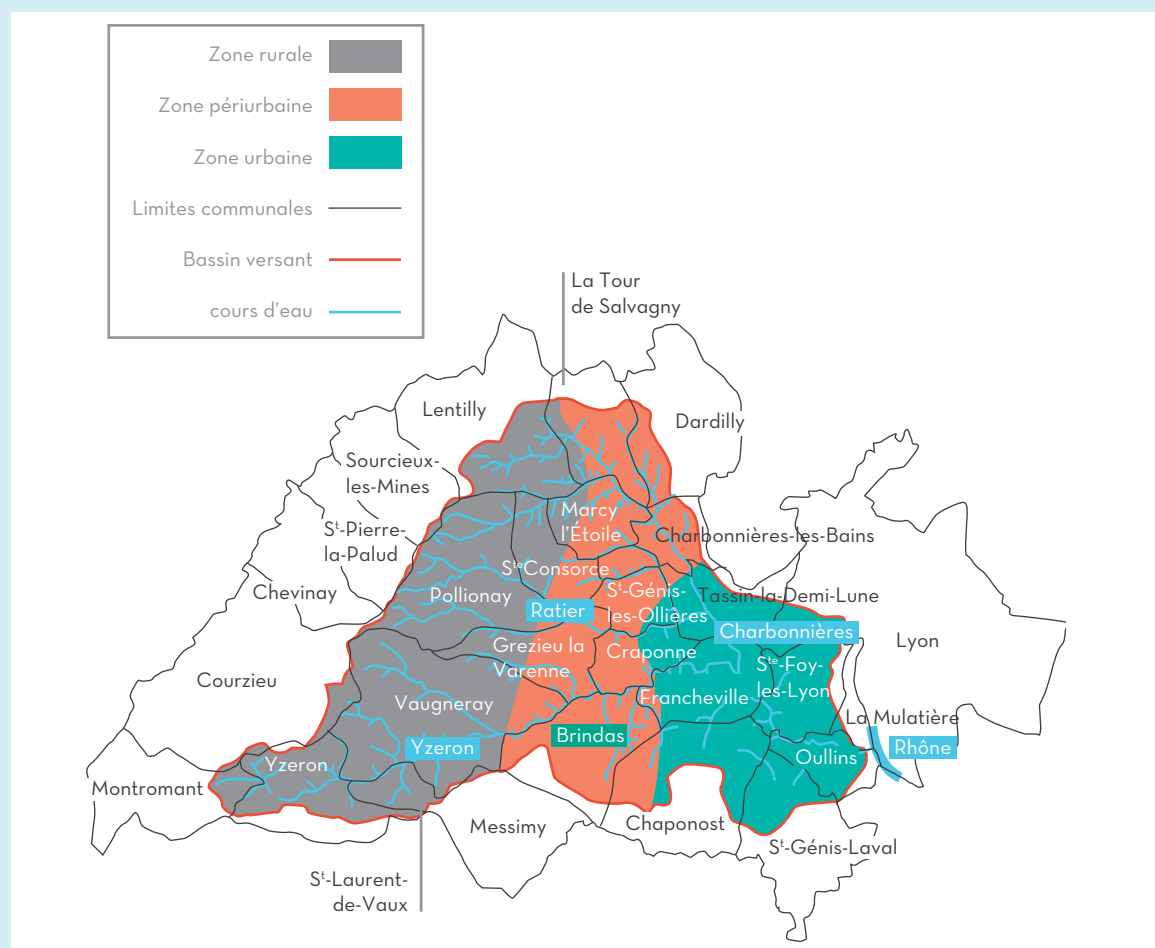 Zone rurale
Zone périurbaine
Zone urbaine
Limites communales
Bassin versant
cours d'eau
La Tour
de Salvagny
Lentilly
Dardilly
Sourcieux-
les-Mines
Marcy
l'Étoile
St-Pierre-
la-Palud
Charbonnières-les-Bains
Ste Consorce
Chevinay
Pollionay
Ratier
St-Génis-
les-Ollières
Tassin-la-Demi-Lune
Charbonnières
Lyon
Grezieu la
Varenne
Craponne
Ste-Foy-
les-Lyon
Courzieu
Vaugneray
Francheville
La Mulatière
Brindas
Yzeron
Rhône
Yzeron
Oullins
Montromant
Messimy
Chaponost
St-Génis-Laval
St-Laurent-
de-Vaux